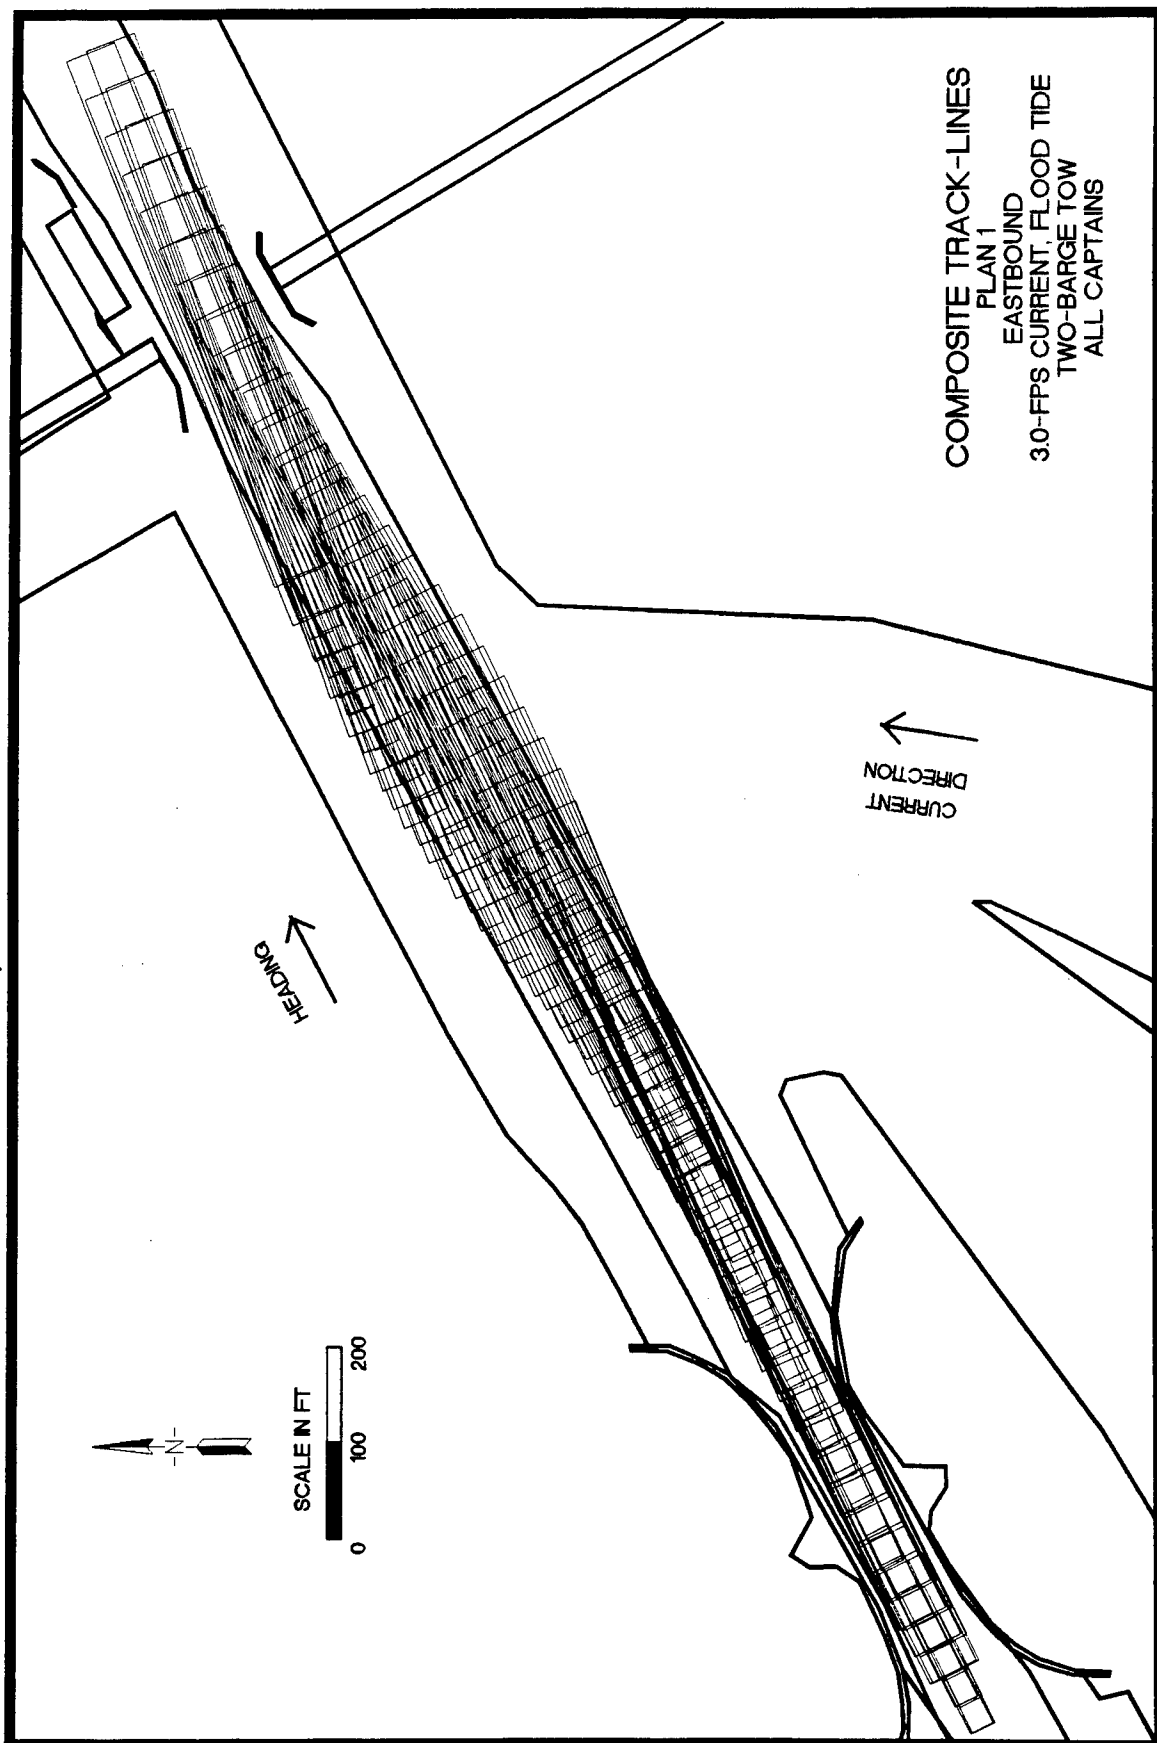 COMPOSITE TRACK-LINES
PLAN 1
EASTBOUND
3.0-FPS CURRENT, FLOOD TIDE
TWO-BARGE TOW
ALL CAPTAINS
CURRENT
DIRECTION
HEADING
-N-
SCALE IN FT
0 100 200